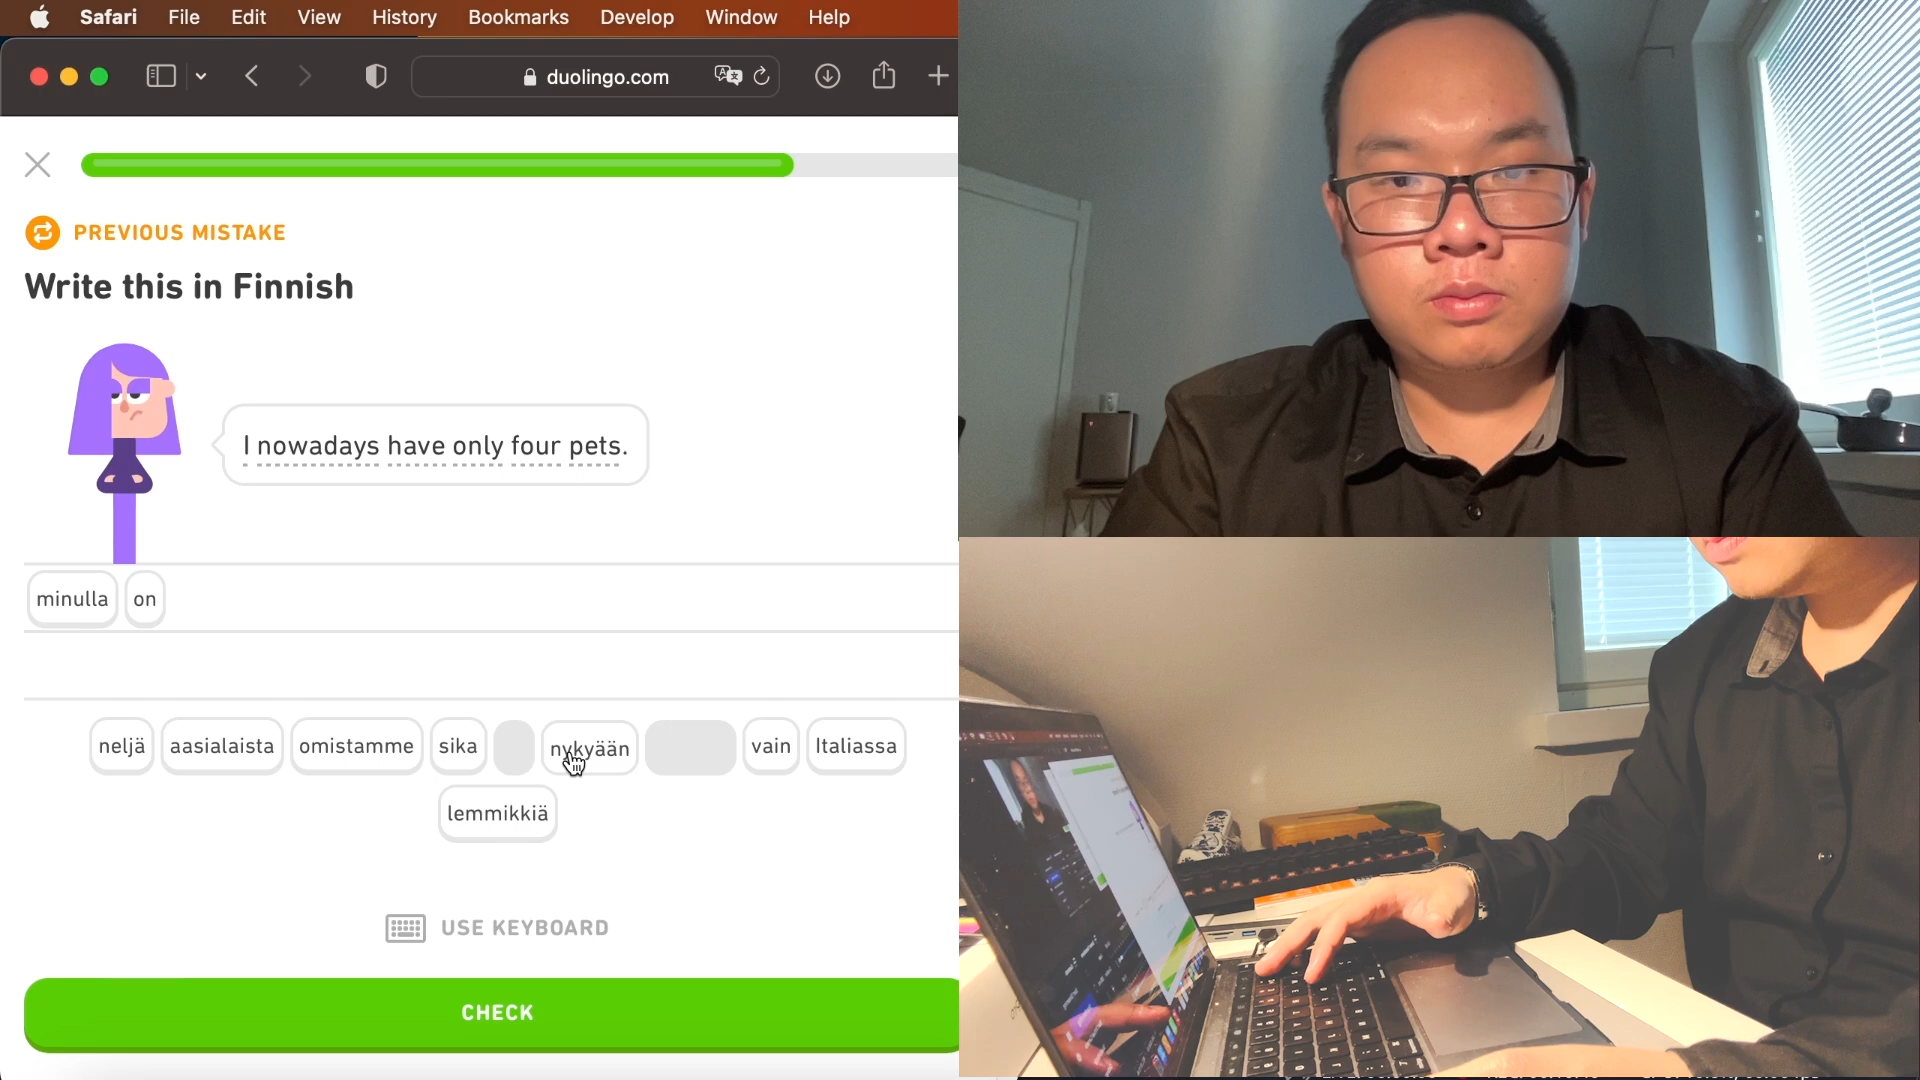 Safari File Edit View History Bookmarks Develop Window Help
duolingo.com
PREVIOUS MISTAKE
Write this in Finnish
I nowadays have only four pets.
minulla on
neljä aasialaista omistamme sika nykyään vain Italiassa
lemmikkiä
USE KEYBOARD
CHECK